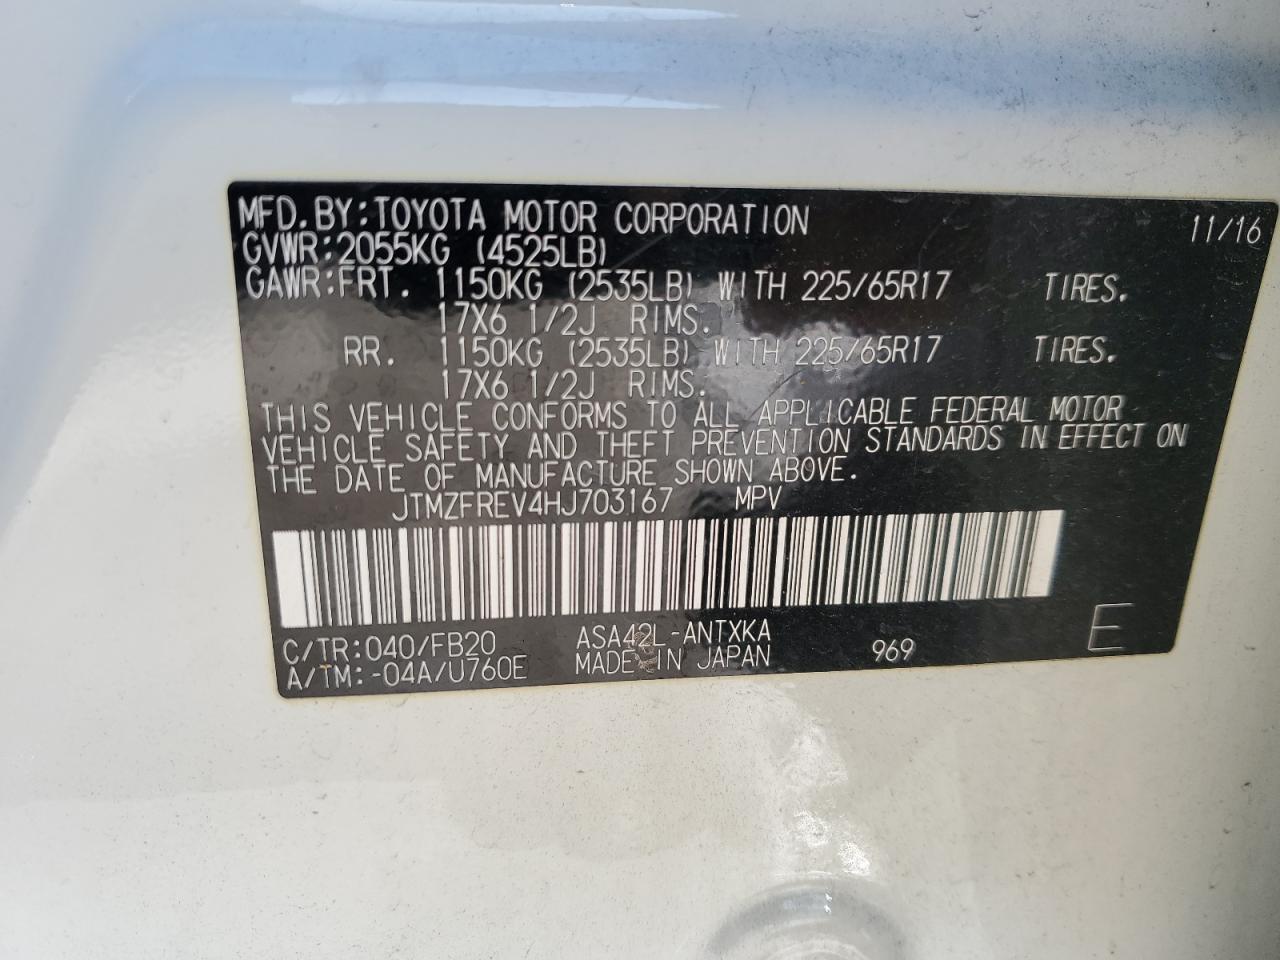 MFD.BY:TOYOTA MOTOR CORPORATION 11/16
GVWR:2055KG (4525LB)
GAWR:FRT. 1150KG (2535LB) WITH 225/65R17 TIRES.
17X6 1/2J RIMS.
RR. 1150KG (2535LB) WITH 225/65R17 TIRES.
17X6 1/2J RIMS.
THIS VEHICLE CONFORMS TO ALL APPLICABLE FEDERAL MOTOR
VEHICLE SAFETY AND THEFT PREVENTION STANDARDS IN EFFECT ON
THE DATE OF MANUFACTURE SHOWN ABOVE.
JTMZFREV4HJ703167 MPV
C/TR:040/FB20 ASA42L-ANTXKA 969 E
A/TM:-04A/U760E MADE IN JAPAN